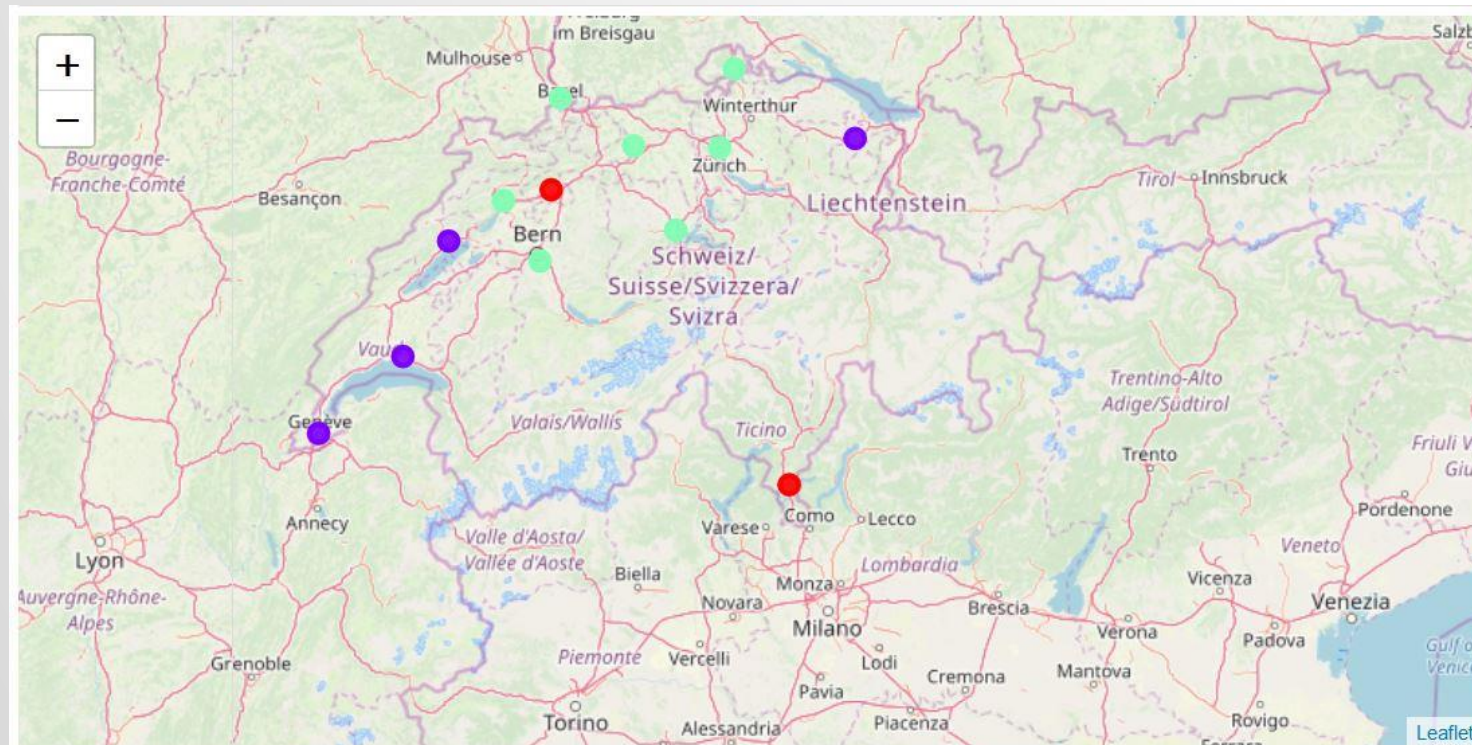 im Breisgau
Salzb
+
Mulhouse
Basel
Winterthur
−
Bourgogne-
Franche-Comté
Zürich
Tirol
Innsbruck
Besançon
Liechtenstein
Bern
Schweiz/
Suisse/Svizzera/
Svizra
Vaud
Trentino-Alto
Adige/Südtirol
Genève
Valais/Wallis
Ticino
Friuli V
Giu
Trento
Annecy
Varese
Como
Lecco
Pordenone
Valle d'Aosta/
Vallée d'Aoste
Lyon
Veneto
Lombardia
Biella
Monza
Vicenza
Auvergne-Rhône-
Alpes
Novara
Brescia
Venezia
Milano
Verona
Padova
Piemonte
Vercelli
Lodi
Gulf o
Venice
Grenoble
Cremona
Mantova
Pavia
Torino
Alessandria
Piacenza
Rovigo
Leaflet